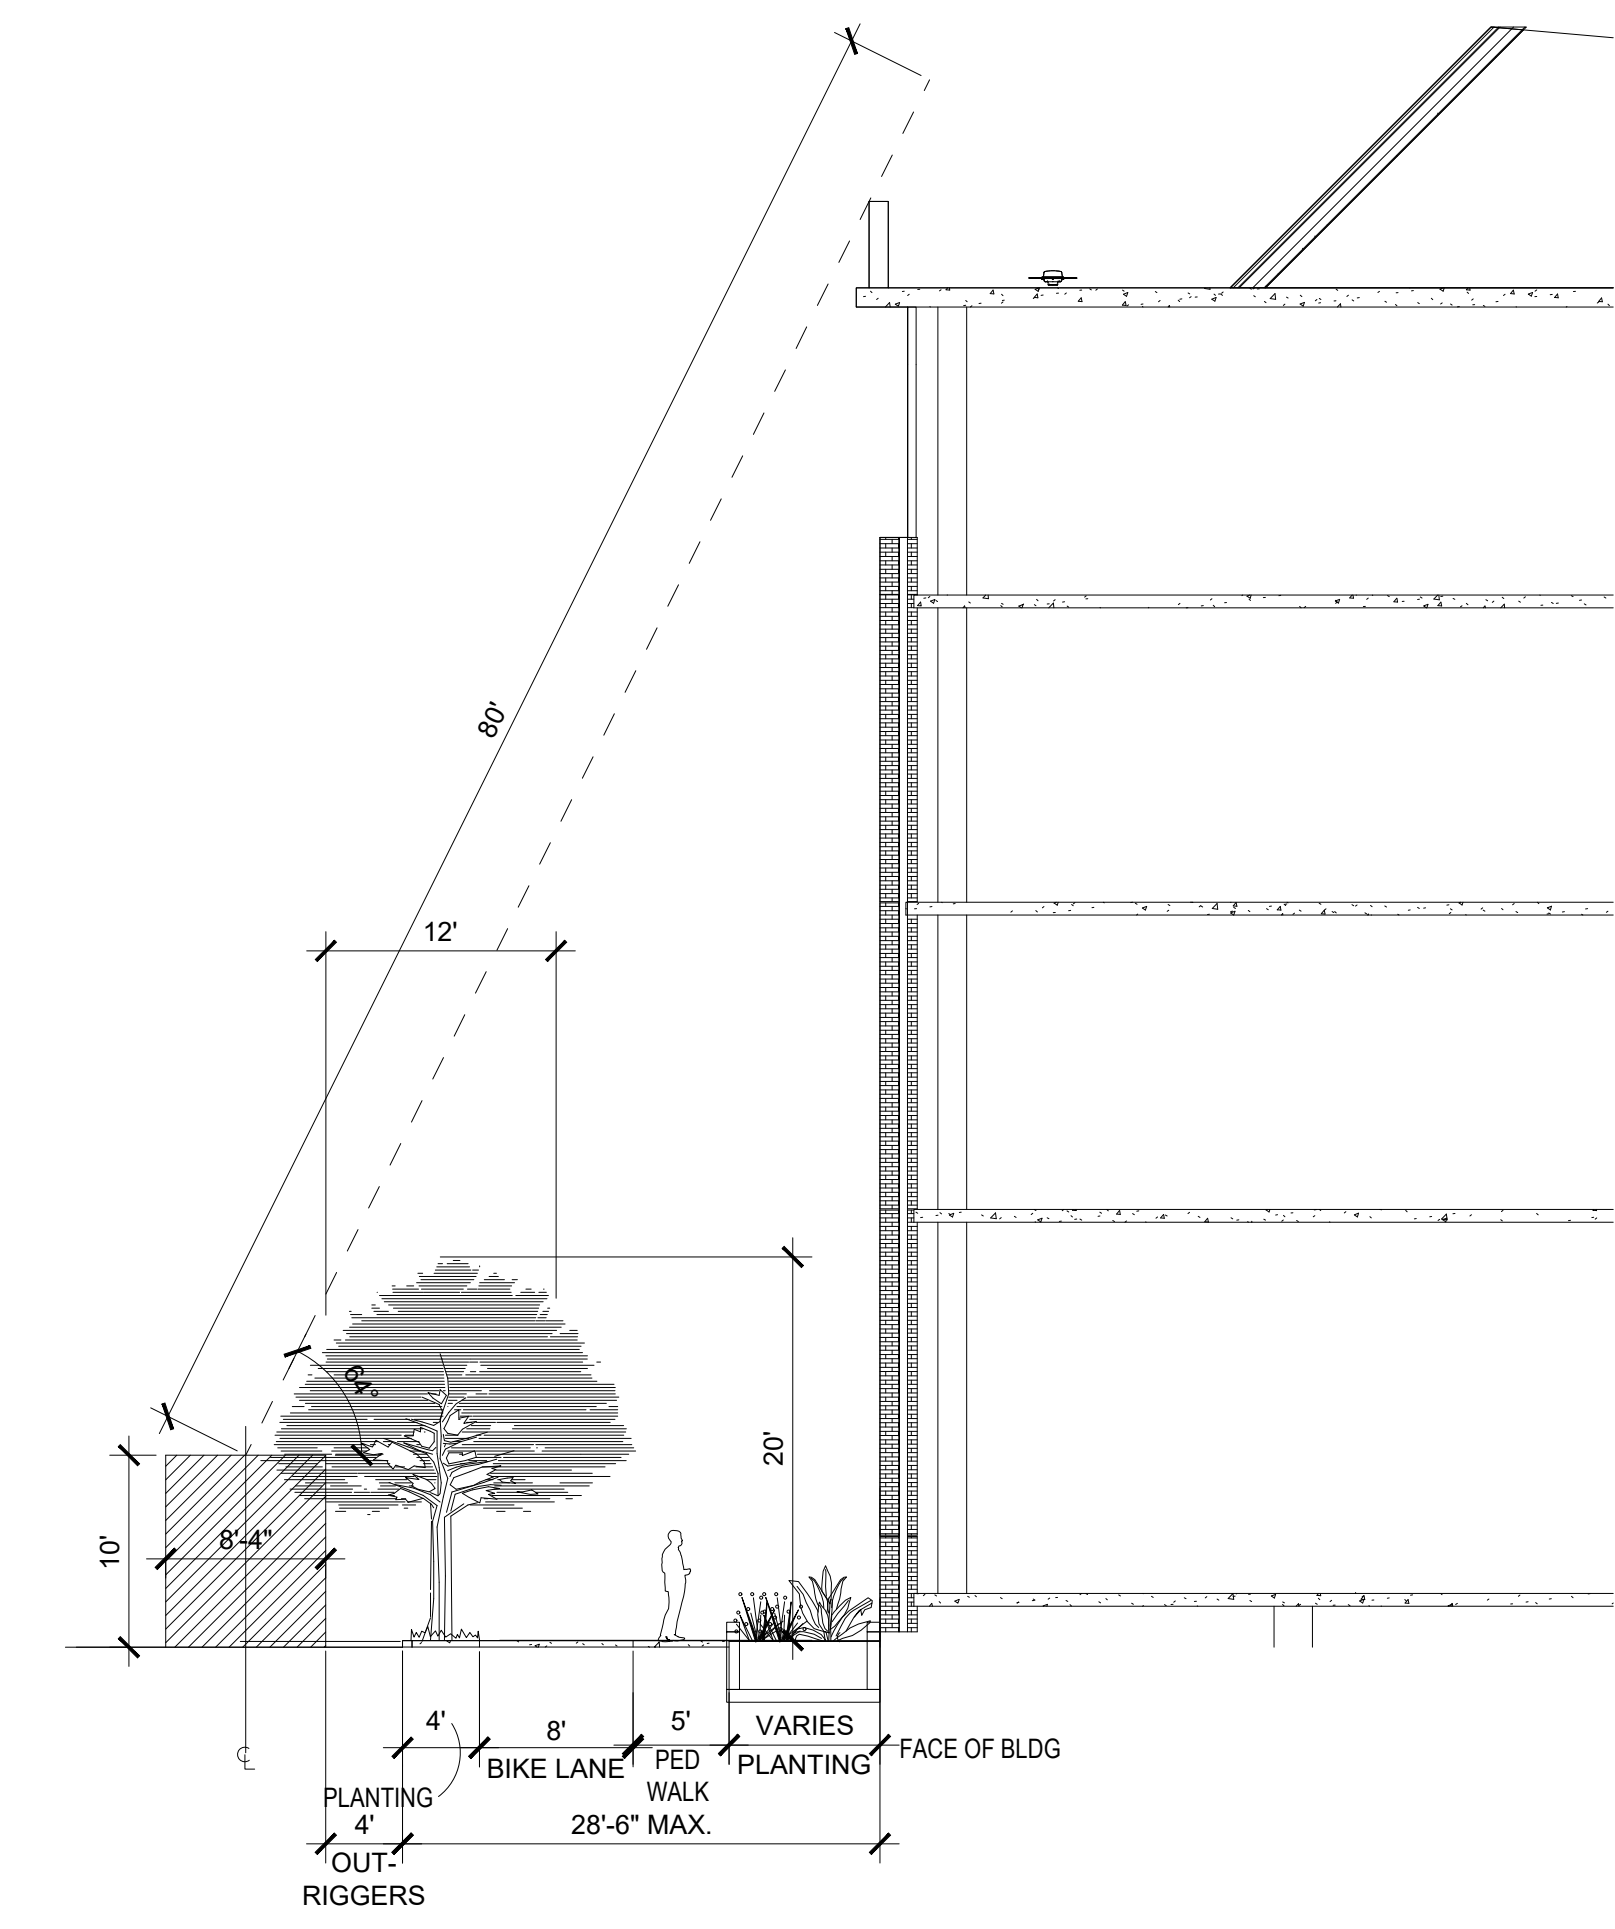 80'
12'
64°
20'
10'
8'-4"
4'
PLANTING
8'
BIKE LANE
5'
PED
WALK
VARIES
PLANTING
FACE OF BLDG
4'
OUT-
RIGGERS
28'-6" MAX.
CL